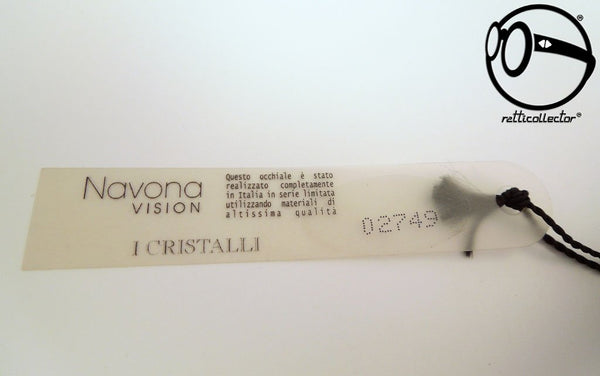 Navona
VISION
Questo occhiale è stato
realizzato completamente
in Italia in serie limitata
utilizzando materiali di
altissima qualità
02749
I CRISTALLI
retticollector®